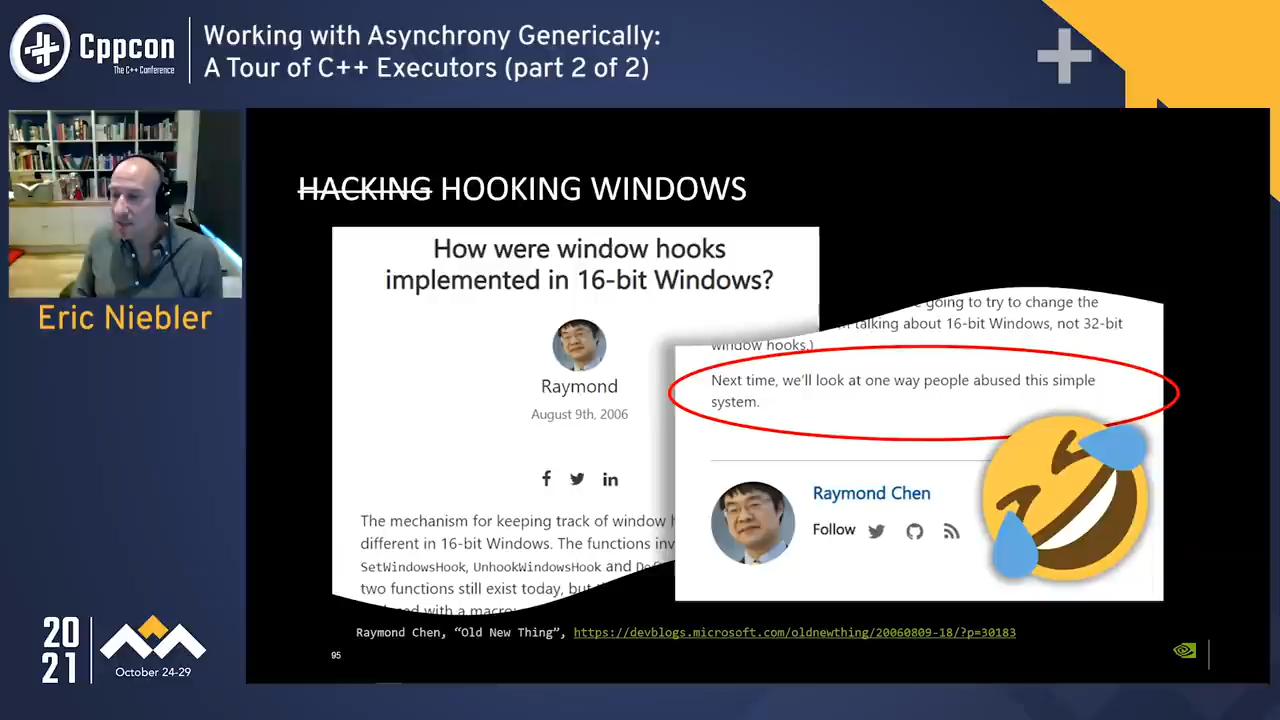 Cppcon
The C++ Conference
Working with Asynchrony Generically:
A Tour of C++ Executors (part 2 of 2)
Eric Niebler
HACKING HOOKING WINDOWS
How were window hooks
implemented in 16-bit Windows?
Raymond
August 9th, 2006
The mechanism for keeping track of window
different in 16-bit Windows. The functions
SetWindowsHook, UnhookWindowsHook and
two functions still exist today,
with a macro
going to try to change the
talking about 16-bit Windows, not 32-bit
window hooks.)
Next time, we'll look at one way people abused this simple
system.
Raymond Chen
Follow
Raymond Chen, "Old New Thing", https://devblogs.microsoft.com/oldnewthing/20060809-18/?p=30183
95
20
21
October 24-29